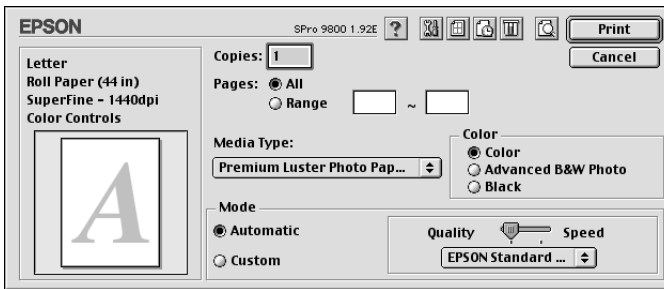 EPSON
SPro 9800 1.92E
?
Print
Cancel
Letter
Roll Paper (44 in)
SuperFine - 1440dpi
Color Controls
A
Copies: 1
Pages: All
Range ~
Media Type:
Premium Luster Photo Pap...
Color
Color
Advanced B&W Photo
Black
Mode
Automatic
Custom
Quality Speed
EPSON Standard ...